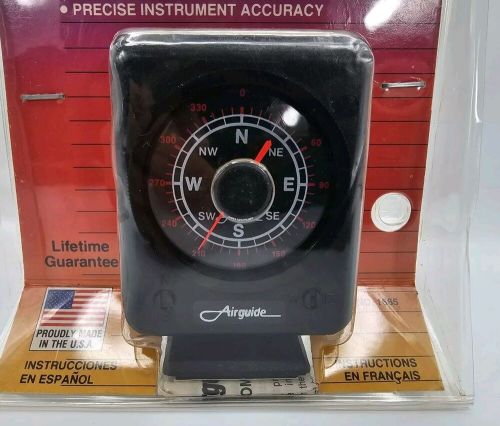 • PRECISE INSTRUMENT ACCURACY
0
330
300
60
270
90
240
120
210
180
150
N
NW
NE
W
E
SW
SE
S
Lifetime
Guarantee
Airguide
PROUDLY MADE
IN THE U.S.A.
INSTRUCCIONES
EN ESPAÑOL
INSTRUCTIONS
EN FRANÇAIS